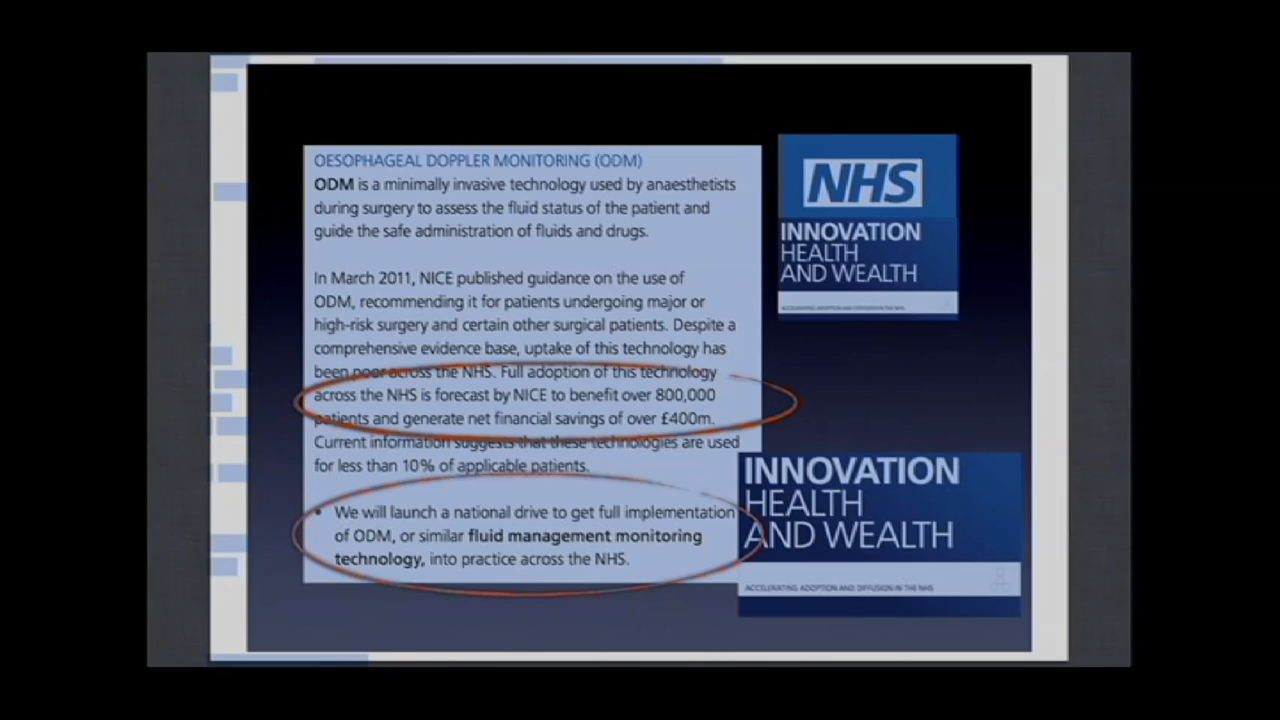 OESOPHAGEAL DOPPLER MONITORING (ODM)
ODM is a minimally invasive technology used by anaesthetists
during surgery to assess the fluid status of the patient and
guide the safe administration of fluids and drugs.
In March 2011, NICE published guidance on the use of
ODM, recommending it for patients undergoing major or
high-risk surgery and certain other surgical patients. Despite a
comprehensive evidence base, uptake of this technology has
been poor across the NHS. Full adoption of this technology
across the NHS is forecast by NICE to benefit over 800,000
patients and generate net financial savings of over £400m.
Current information suggests that these technologies are used
for less than 10% of applicable patients.
• We will launch a national drive to get full implementation
of ODM, or similar fluid management monitoring
technology, into practice across the NHS.
NHS
INNOVATION
HEALTH
AND WEALTH
ACCELERATING ADOPTION AND DIFFUSION IN THE NHS
INNOVATION
HEALTH
AND WEALTH
ACCELERATING ADOPTION AND DIFFUSION IN THE NHS